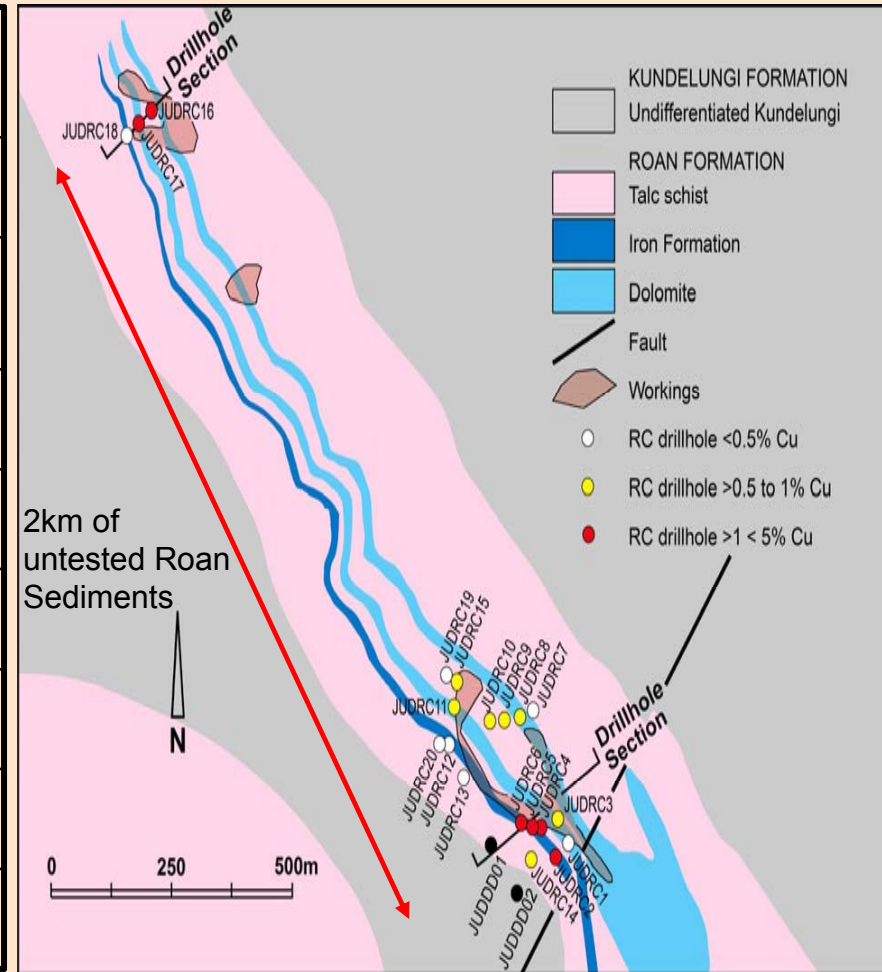 Drillhole
Section
JUDRC16
JUDRC18
JUDRC17
KUNDELUNGI FORMATION
Undifferentiated Kundelungi
ROAN FORMATION
Talc schist
Iron Formation
Dolomite
Fault
Workings
RC drillhole <0.5% Cu
RC drillhole >0.5 to 1% Cu
RC drillhole >1 < 5% Cu
2km of
untested Roan
Sediments
N
JUDRC19
JUDRC15
JUDRC10
JUDRC9
JUDRC8
JUDRC7
JUDRC11
Drillhole
Section
JUDRC20
JUDRC12
JUDRC13
JUDRC6
JUDRC5
JUDRC4
JUDRC3
JUDDD01
JUDRC1
JUDRC2
JUDRC14
JUDDD02
0 250 500m